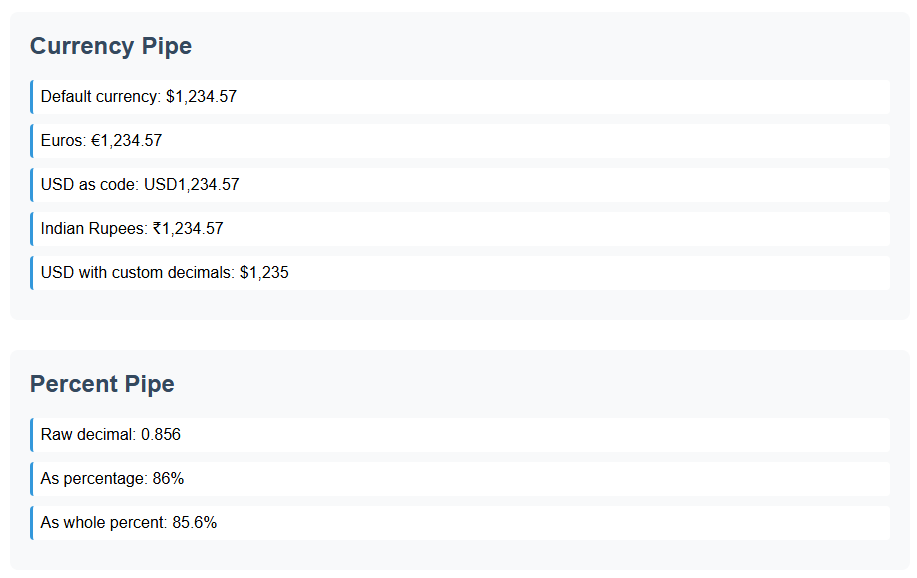 Currency Pipe
Default currency: $1,234.57
Euros: €1,234.57
USD as code: USD1,234.57
Indian Rupees: ₹1,234.57
USD with custom decimals: $1,235
Percent Pipe
Raw decimal: 0.856
As percentage: 86%
As whole percent: 85.6%